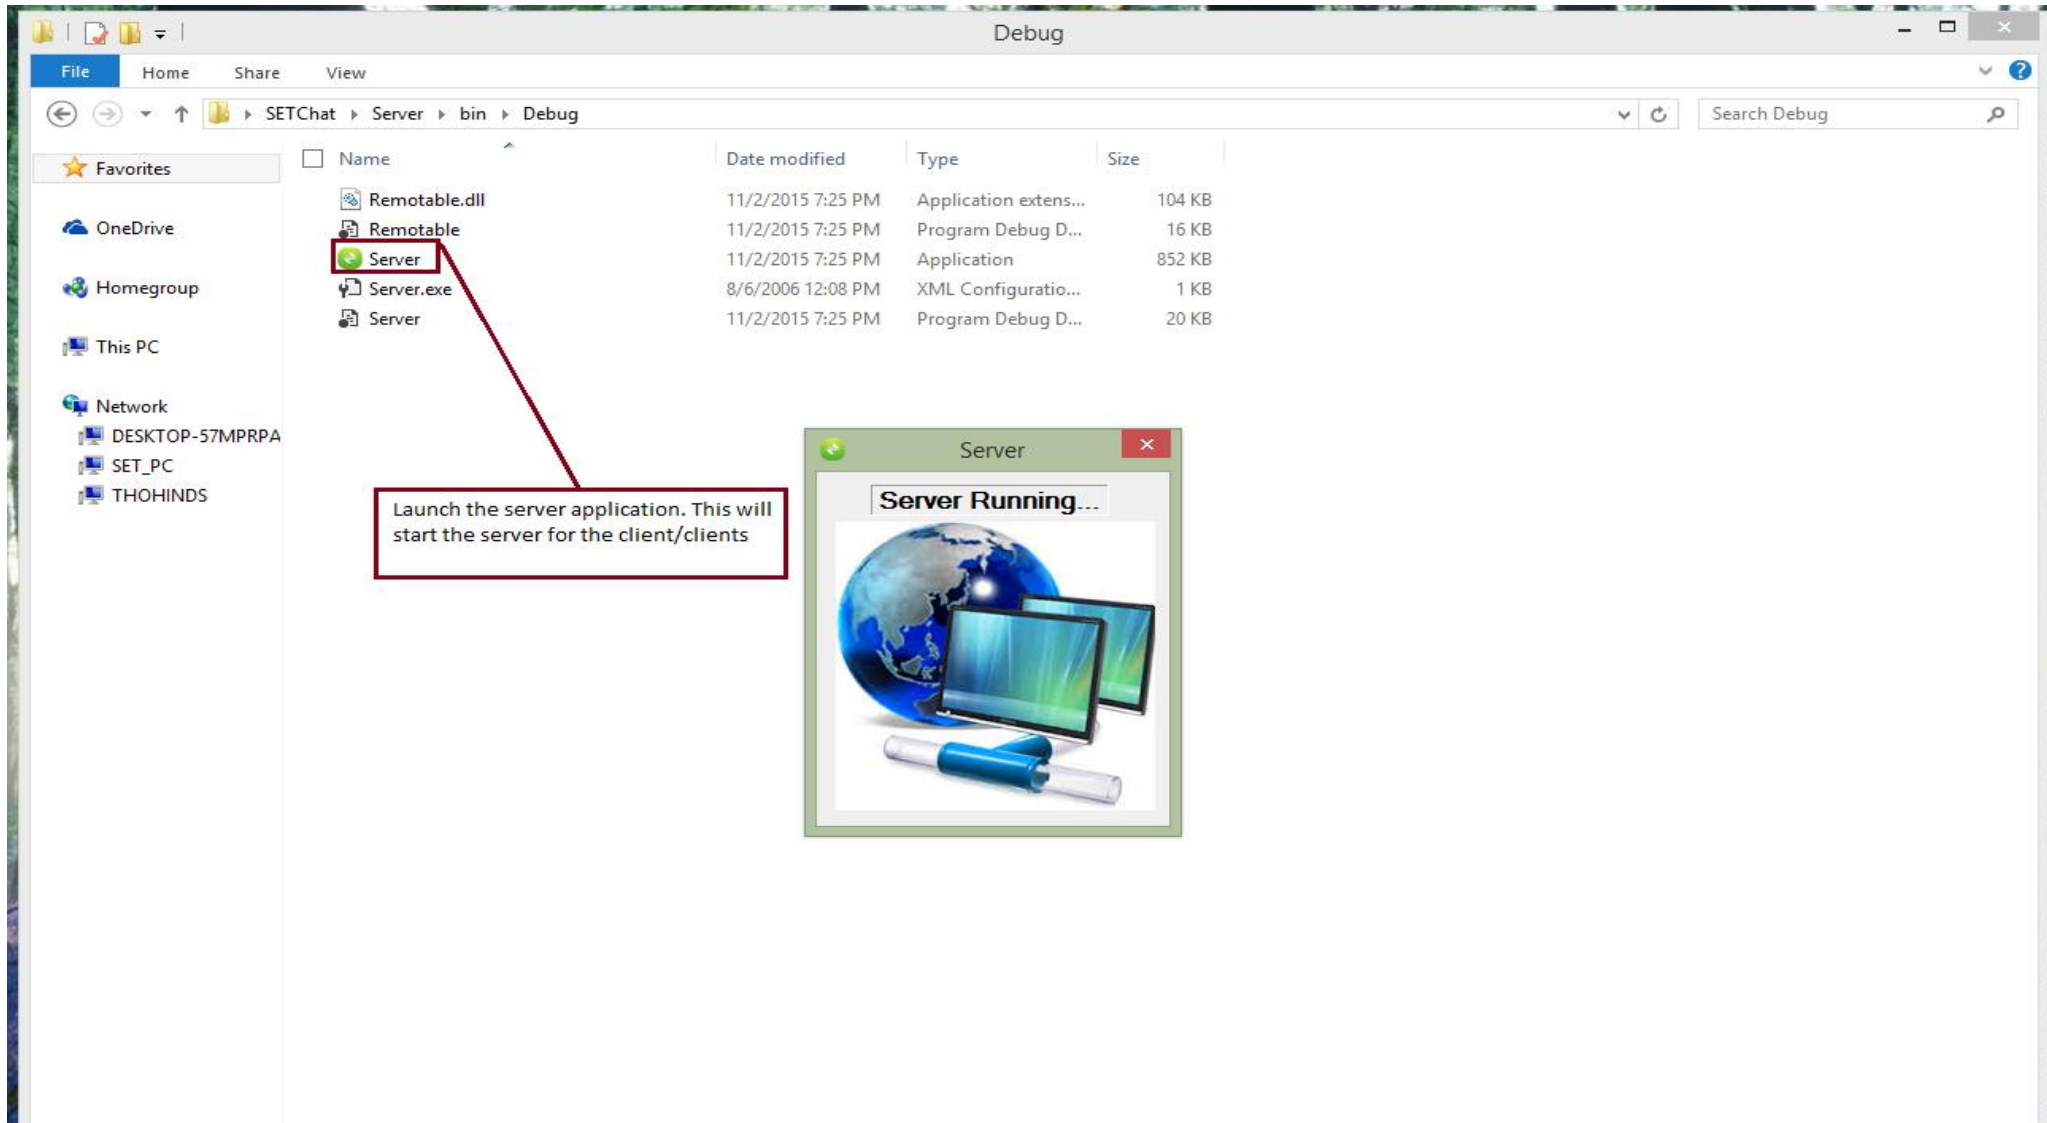 Debug
File Home Share View
SETChat Server bin Debug
Search Debug
Favorites
OneDrive
Homegroup
This PC
Network
DESKTOP-57MPRPA
SET_PC
THOHINDS
Name Date modified Type Size
Remotable.dll 11/2/2015 7:25 PM Application extens... 104 KB
Remotable 11/2/2015 7:25 PM Program Debug D... 16 KB
Server 11/2/2015 7:25 PM Application 852 KB
Server.exe 8/6/2006 12:08 PM XML Configuratio... 1 KB
Server 11/2/2015 7:25 PM Program Debug D... 20 KB
Launch the server application. This will
start the server for the client/clients
Server
Server Running...